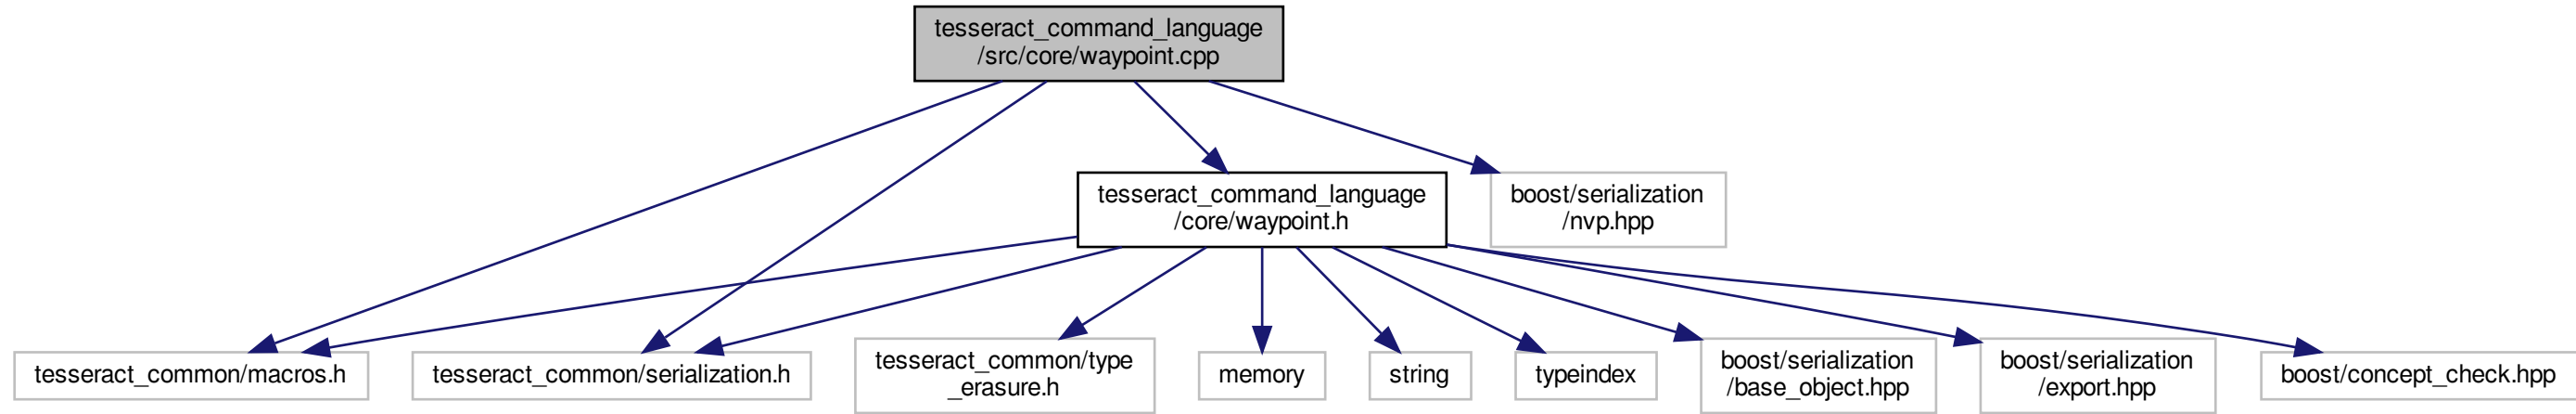 tesseract_command_language
/src/core/waypoint.cpp
tesseract_command_language
/core/waypoint.h
boost/serialization
/nvp.hpp
tesseract_common/macros.h
tesseract_common/serialization.h
tesseract_common/type
_erasure.h
memory
string
typeindex
boost/serialization
/base_object.hpp
boost/serialization
/export.hpp
boost/concept_check.hpp